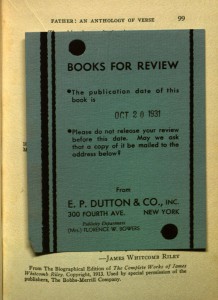 FATHER: AN ANTHOLOGY OF VERSE 99
BOOKS FOR REVIEW
The publication date of this
book is
OCT 28 1931
Please do not release your review
before this date. May we ask
that a copy of it be mailed to the
address below?
From
E. P. DUTTON & CO., INC.
300 FOURTH AVE. NEW YORK
Publicity Department
(Mrs.) FLORENCE W. BOWERS
—JAMES WHITCOMB RILEY
From The Biographical Edition of The Complete Works of James
Whitcomb Riley. Copyright, 1913. Used by special permission of the
publishers, The Bobbs-Merrill Company.